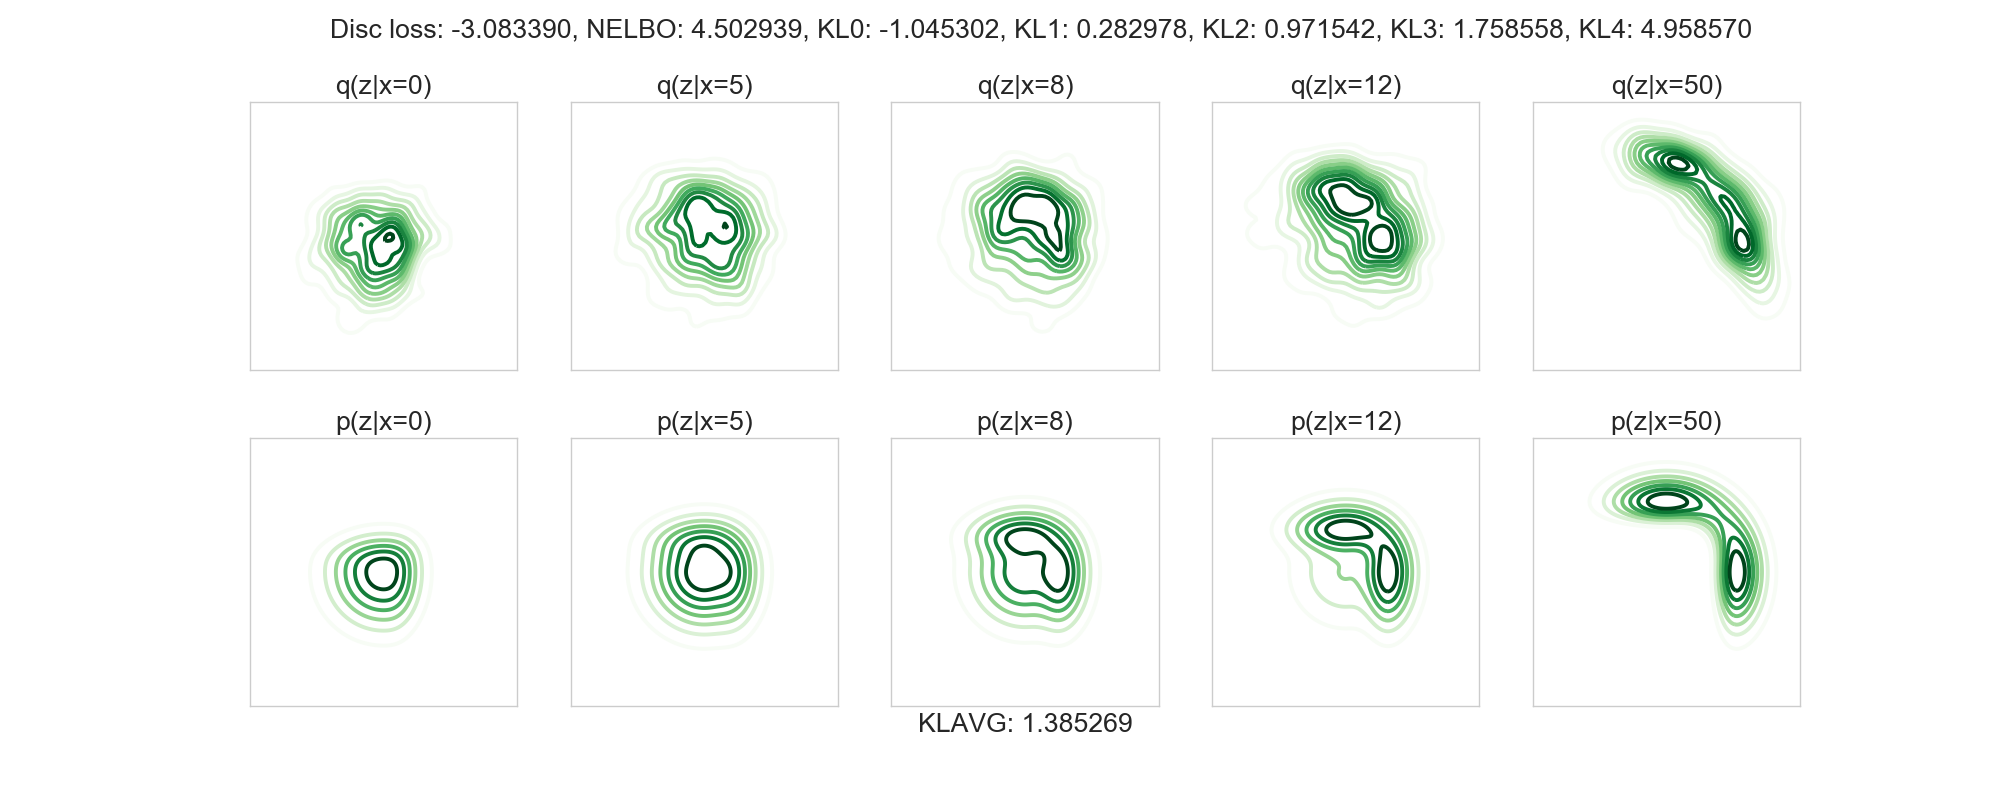 Disc loss: -3.083390, NELBO: 4.502939, KL0: -1.045302, KL1: 0.282978, KL2: 0.971542, KL3: 1.758558, KL4: 4.958570
q(z|x=0) q(z|x=5) q(z|x=8) q(z|x=12) q(z|x=50)
p(z|x=0) p(z|x=5) p(z|x=8) p(z|x=12) p(z|x=50)
KLAVG: 1.385269